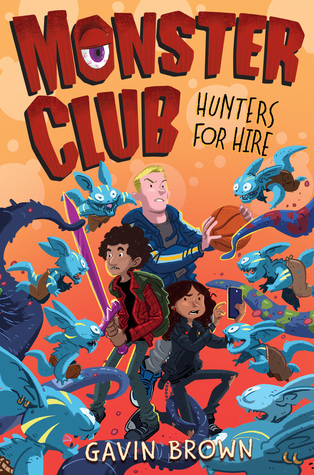 MONSTER
CLUB
HUNTERS
FOR HIRE
GAVIN BROWN